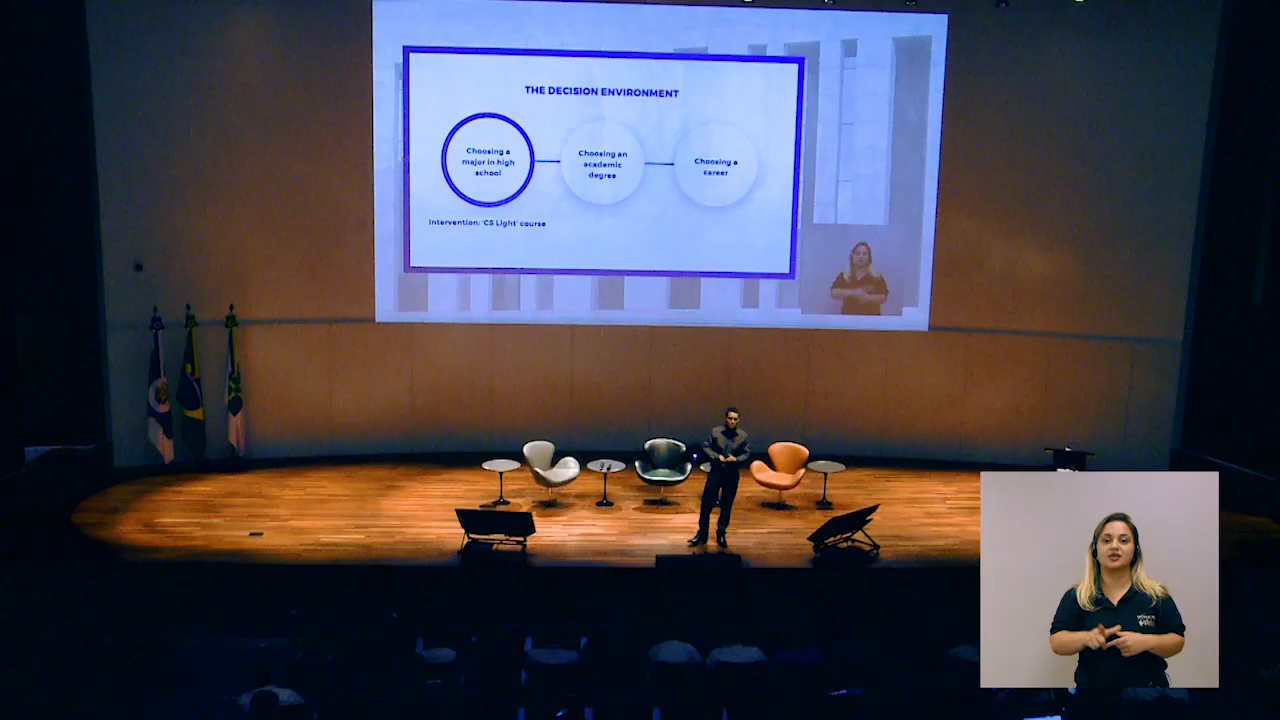 THE DECISION ENVIRONMENT
Choosing a
major in high
school
Choosing an
academic
degree
Choosing a
career
Intervention: 'CS Light' course